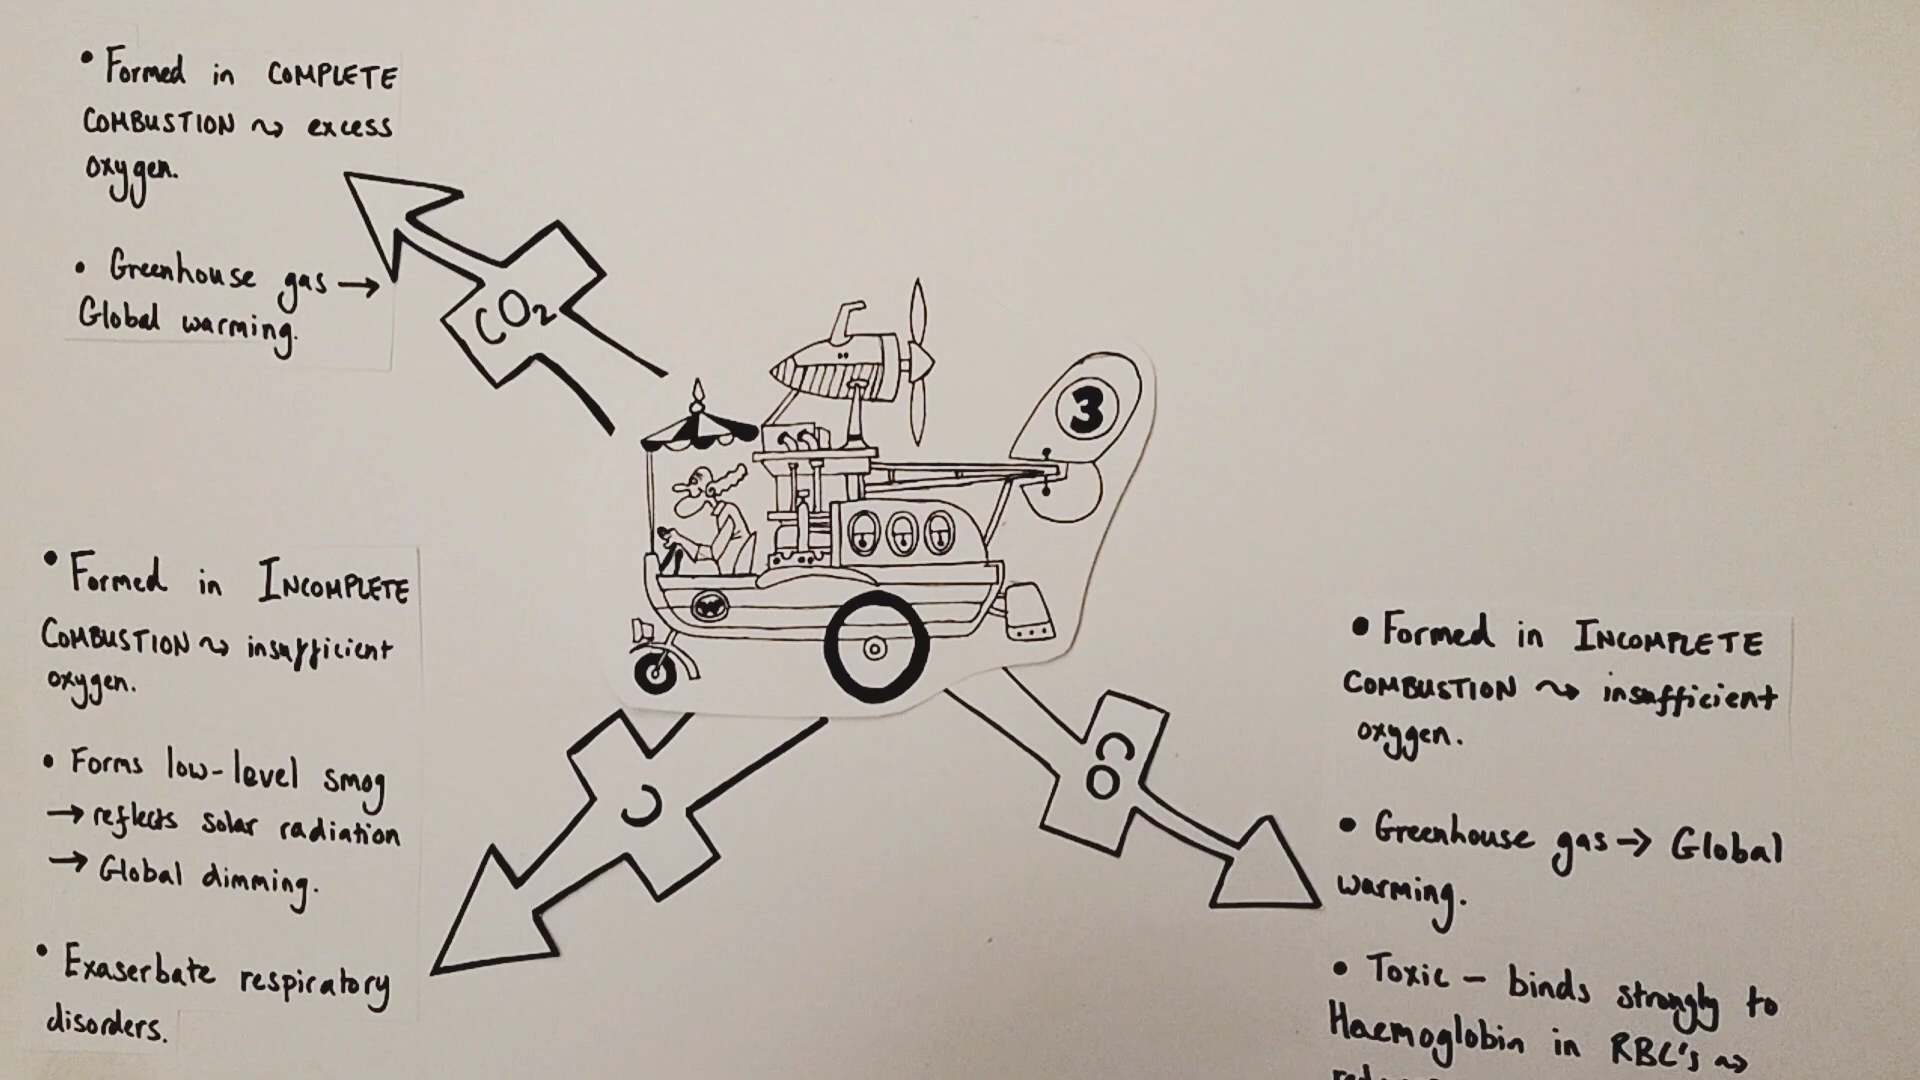 • Formed in COMPLETE
COMBUSTION ⤳ excess
oxygen.
• Greenhouse gas →
Global warming.
CO₂
3
W
• Formed in INCOMPLETE
COMBUSTION ⤳ insufficient
oxygen.
• Forms low-level smog
→ reflects solar radiation
→ Global dimming.
• Exaserbate respiratory
disorders.
C
CO
• Formed in INCOMPLETE
COMBUSTION ⤳ insufficient
oxygen.
• Greenhouse gas → Global
warming.
• Toxic - binds strongly to
Haemoglobin in RBC's ⤳